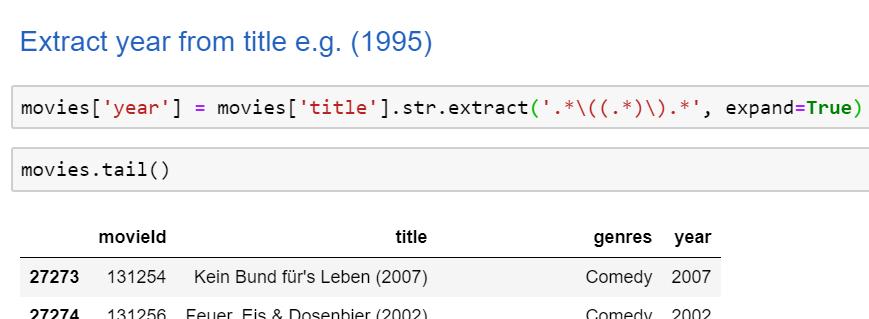 Extract year from title e.g. (1995)
movies['year'] = movies['title'].str.extract('.*\((.*)\).*', expand=True)
movies.tail()
movieId title genres year
27273 131254 Kein Bund für's Leben (2007) Comedy 2007
27274 131256 Feuer, Eis & Dosenbier (2002) Comedy 2002